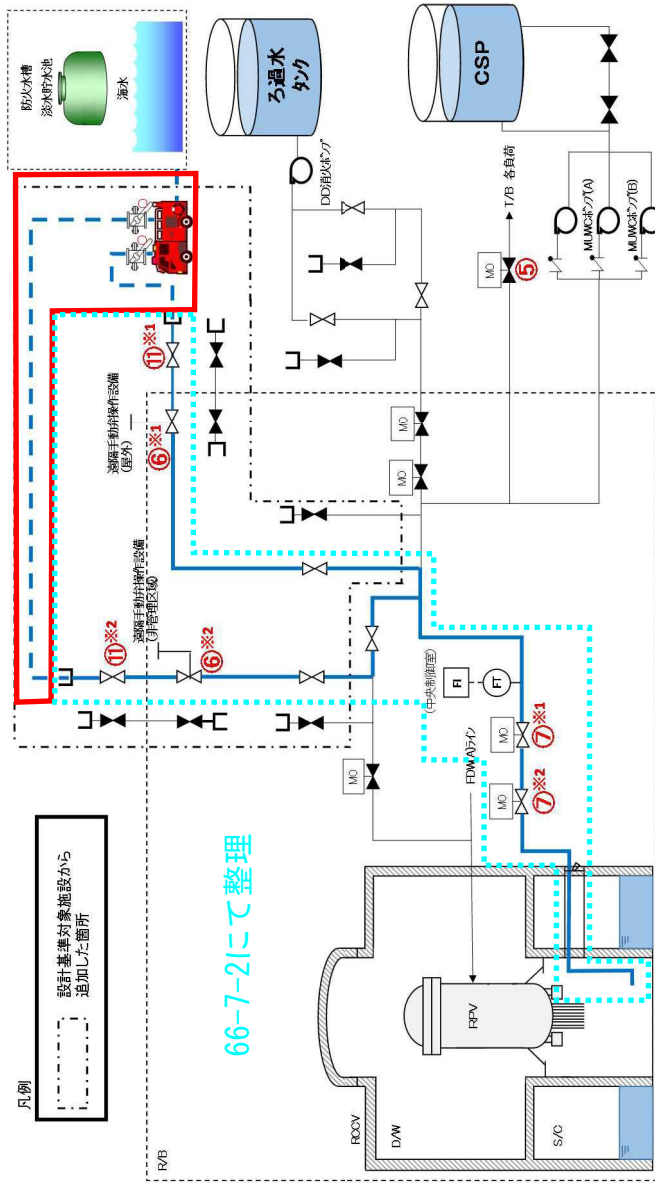 凡例
設計基準対象施設から
追加した箇所
防火水槽
淡水貯水池
海水
ろ過水
タンク
CSP
DD消火ポンプ
T/B 各負荷
MO
⑤
MUWCポンプ(A)
MUWCポンプ(B)
⑪※1
⑥※1
遠隔手動弁操作設備
(屋外)
MO
MO
⑪※2
⑥※2
遠隔手動弁操作設備
(非管理区域)
(中央制御室)
FI
FT
MO
⑦※1
MO
⑦※2
MO
FDW(A)ライン
66-7-2にて整理
R/B
RCCV
D/W
RPV
S/C